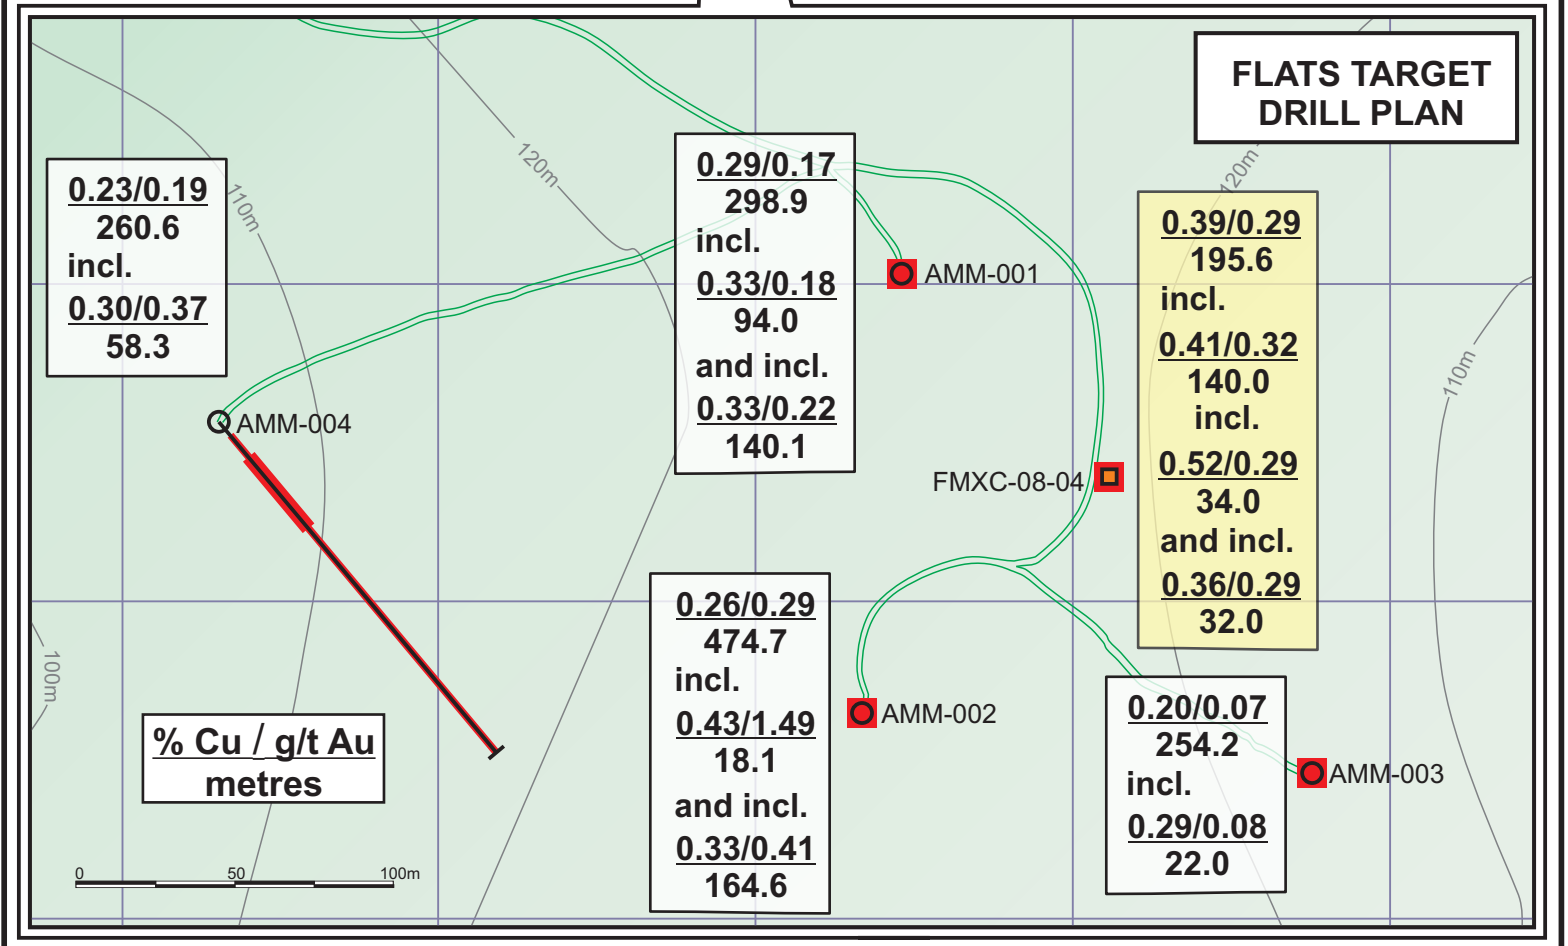 FLATS TARGET
DRILL PLAN
120m
120m
110m
0.23/0.19
260.6
incl.
0.30/0.37
58.3
0.29/0.17
298.9
incl.
0.33/0.18
94.0
and incl.
0.33/0.22
140.1
AMM-001
0.39/0.29
195.6
incl.
0.41/0.32
140.0
incl.
0.52/0.29
34.0
and incl.
0.36/0.29
32.0
110m
AMM-004
FMXC-08-04
0.26/0.29
474.7
incl.
0.43/1.49
18.1
and incl.
0.33/0.41
164.6
AMM-002
0.20/0.07
254.2
incl.
0.29/0.08
22.0
AMM-003
100m
% Cu / g/t Au
metres
0 50 100m